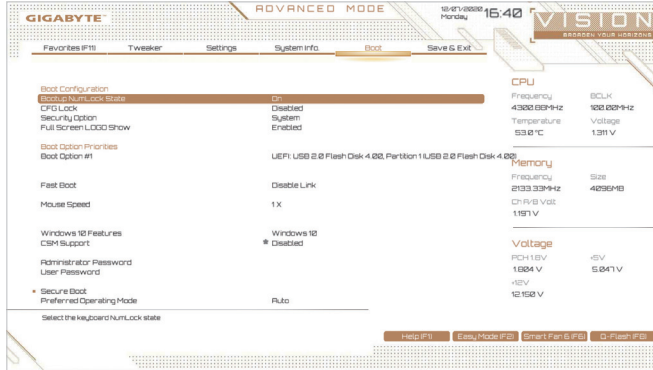 GIGABYTE™
ADVANCED MODE
12/07/2020
Monday
16:40
VISION
BROADEN YOUR HORIZONS
Favorites (F11)
Tweaker
Settings
System Info.
Boot
Save & Exit
Boot Configuration
Bootup NumLock State On
CFG Lock Disabled
Security Option System
Full Screen LOGO Show Enabled
Boot Option Priorities
Boot Option #1 UEFI: USB 2.0 Flash Disk 4.00, Partition 1 (USB 2.0 Flash Disk 4.00)
Fast Boot Disable Link
Mouse Speed 1 X
Windows 10 Features Windows 10
CSM Support * Disabled
Administrator Password
User Password
Secure Boot
Preferred Operating Mode Auto
Select the keyboard NumLock state
CPU
Frequency BCLK
4300.88MHz 100.00MHz
Temperature Voltage
53.0 °C 1.311 V
Memory
Frequency Size
2133.33MHz 4096MB
Ch A/B Volt
1.197 V
Voltage
PCH 1.8V +5V
1.804 V 5.047 V
+12V
12.150 V
Help (F1)
Easy Mode (F2)
Smart Fan 6 (F6)
Q-Flash (F8)